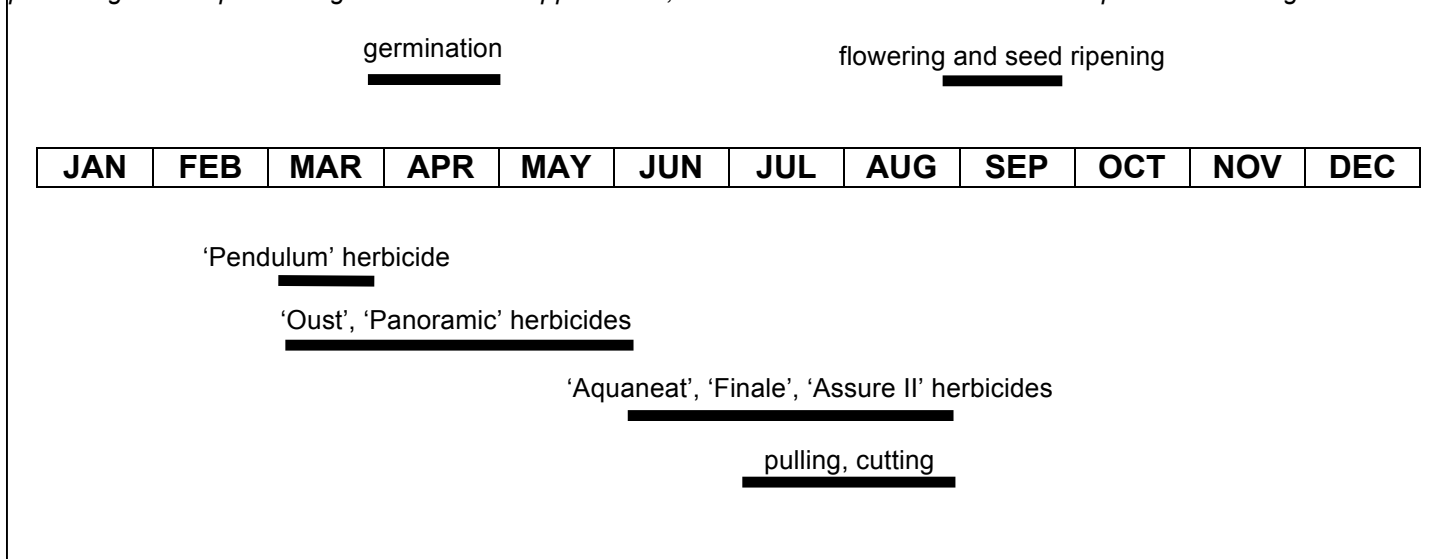 germination
flowering and seed ripening
JAN FEB MAR APR MAY JUN JUL AUG SEP OCT NOV DEC
‘Pendulum’ herbicide
‘Oust’, ‘Panoramic’ herbicides
‘Aquaneat’, ‘Finale’, ‘Assure II’ herbicides
pulling, cutting